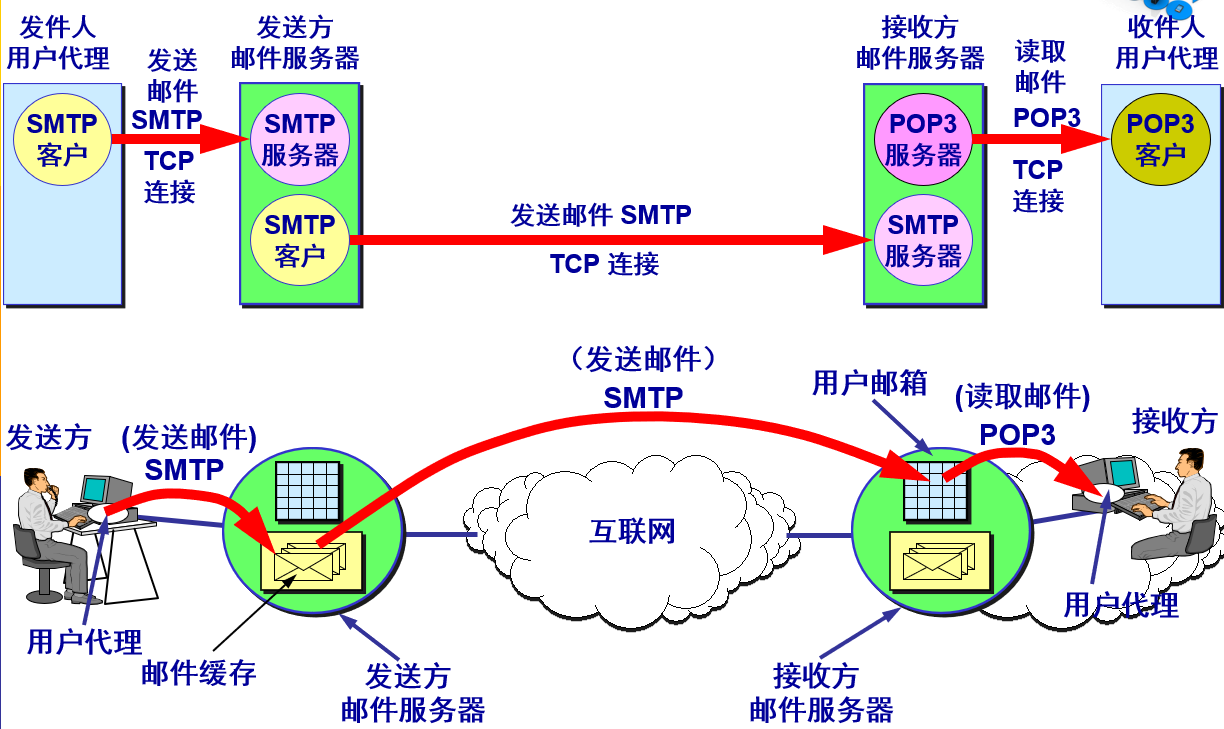 发件人
用户代理
发送
邮件
SMTP
TCP
连接
发送方
邮件服务器
接收方
邮件服务器
读取
邮件
POP3
TCP
连接
收件人
用户代理
SMTP
客户
SMTP
服务器
SMTP
客户
发送邮件 SMTP
TCP 连接
POP3
服务器
SMTP
服务器
POP3
客户
（发送邮件）
SMTP
用户邮箱
(读取邮件)
POP3
接收方
发送方
(发送邮件)
SMTP
互联网
用户代理
邮件缓存
发送方
邮件服务器
接收方
邮件服务器
用户代理